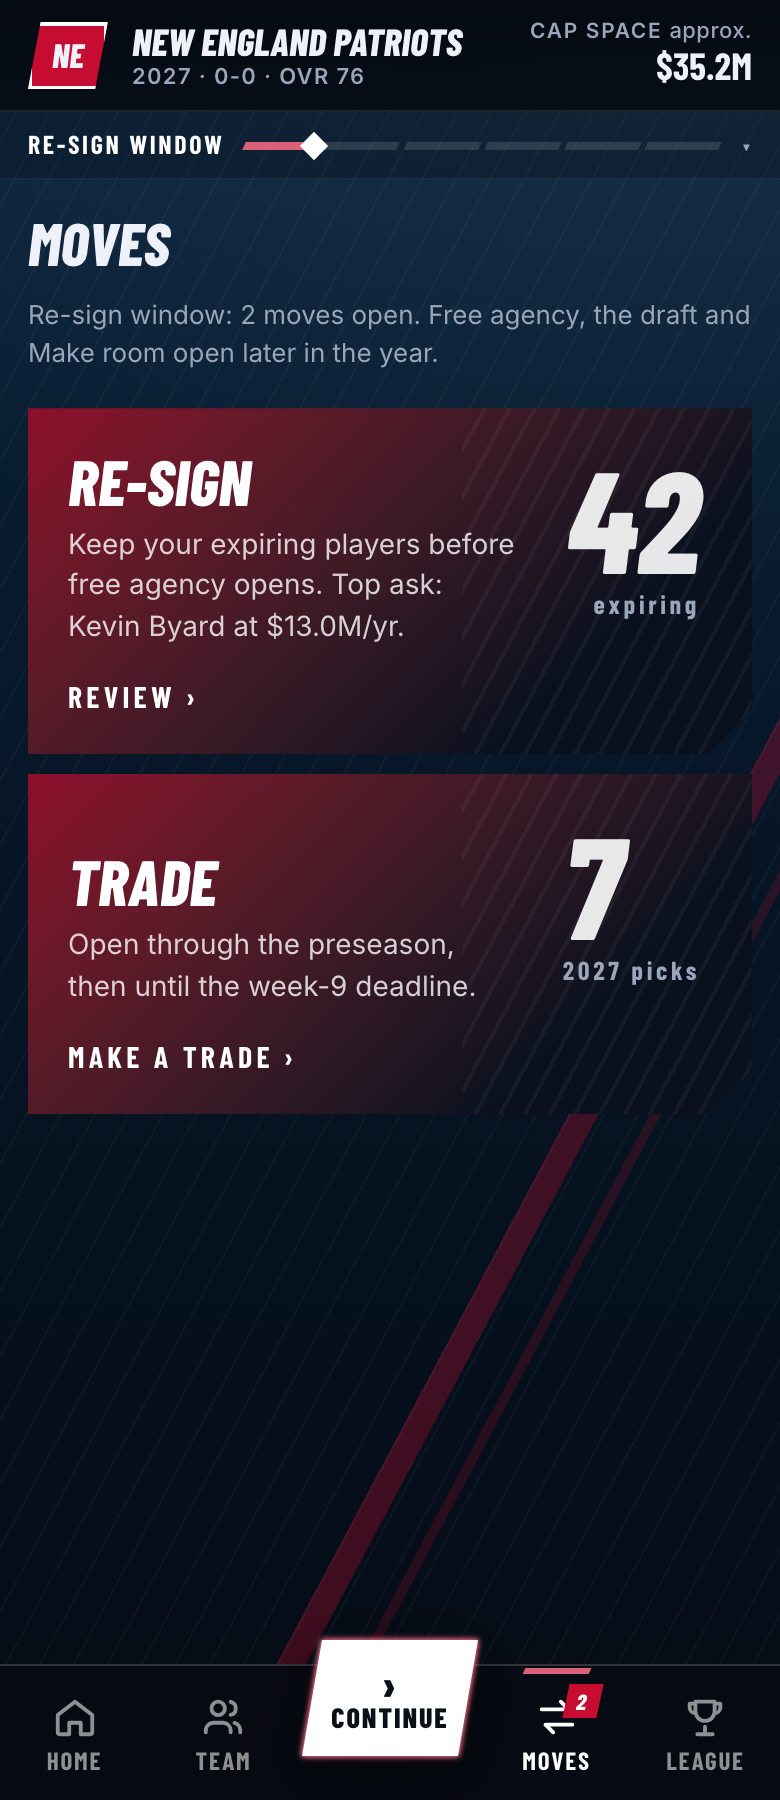 NE
NEW ENGLAND PATRIOTS
2027 · 0-0 · OVR 76
CAP SPACE approx.
$35.2M
RE-SIGN WINDOW
MOVES
Re-sign window: 2 moves open. Free agency, the draft and
Make room open later in the year.
RE-SIGN
Keep your expiring players before
free agency opens. Top ask:
Kevin Byard at $13.0M/yr.
REVIEW ›
42
expiring
TRADE
Open through the preseason,
then until the week-9 deadline.
MAKE A TRADE ›
7
2027 picks
HOME
TEAM
› CONTINUE
2
MOVES
LEAGUE